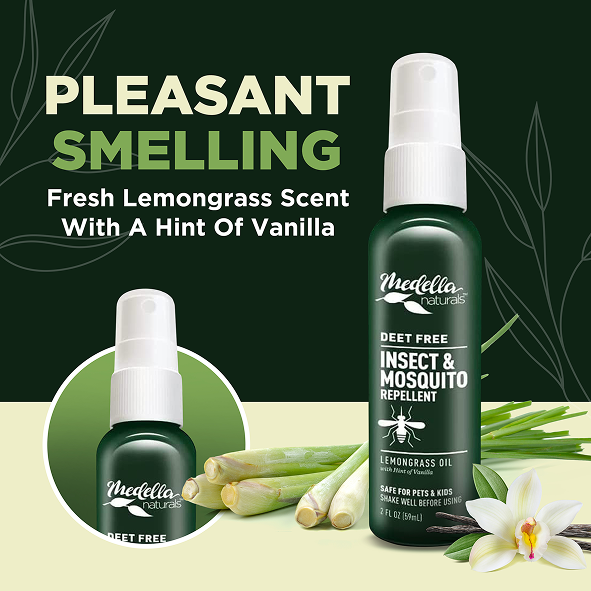 PLEASANT
SMELLING
Fresh Lemongrass Scent
With A Hint Of Vanilla
Medella
naturals™
DEET FREE
INSECT &
MOSQUITO
REPELLENT
LEMONGRASS OIL
with Hint of Vanilla
SAFE FOR PETS & KIDS
SHAKE WELL BEFORE USING
2 FL OZ (59mL)
Medella
naturals
DEET FREE